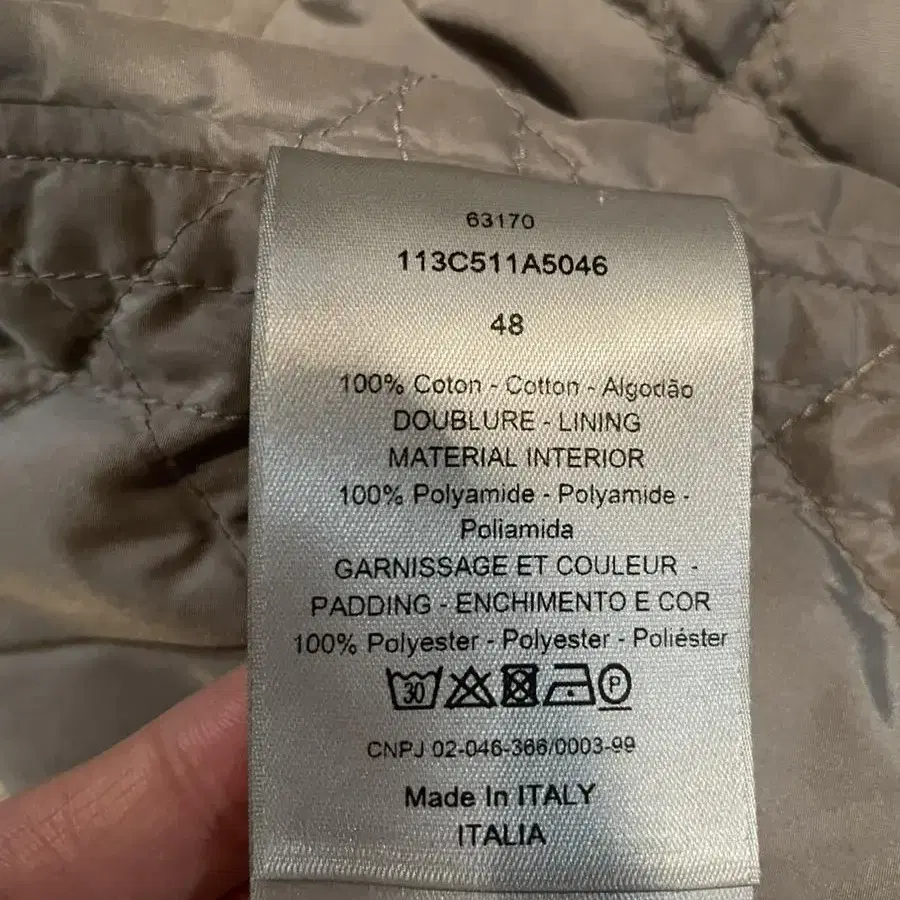 63170
113C511A5046
48
100% Coton - Cotton - Algodão
DOUBLURE - LINING
MATERIAL INTERIOR
100% Polyamide - Polyamide -
Poliamida
GARNISSAGE ET COULEUR -
PADDING - ENCHIMENTO E COR
100% Polyester - Polyester - Poliéster
30 P
CNPJ 02-046-366/0003-99
Made In ITALY
ITALIA